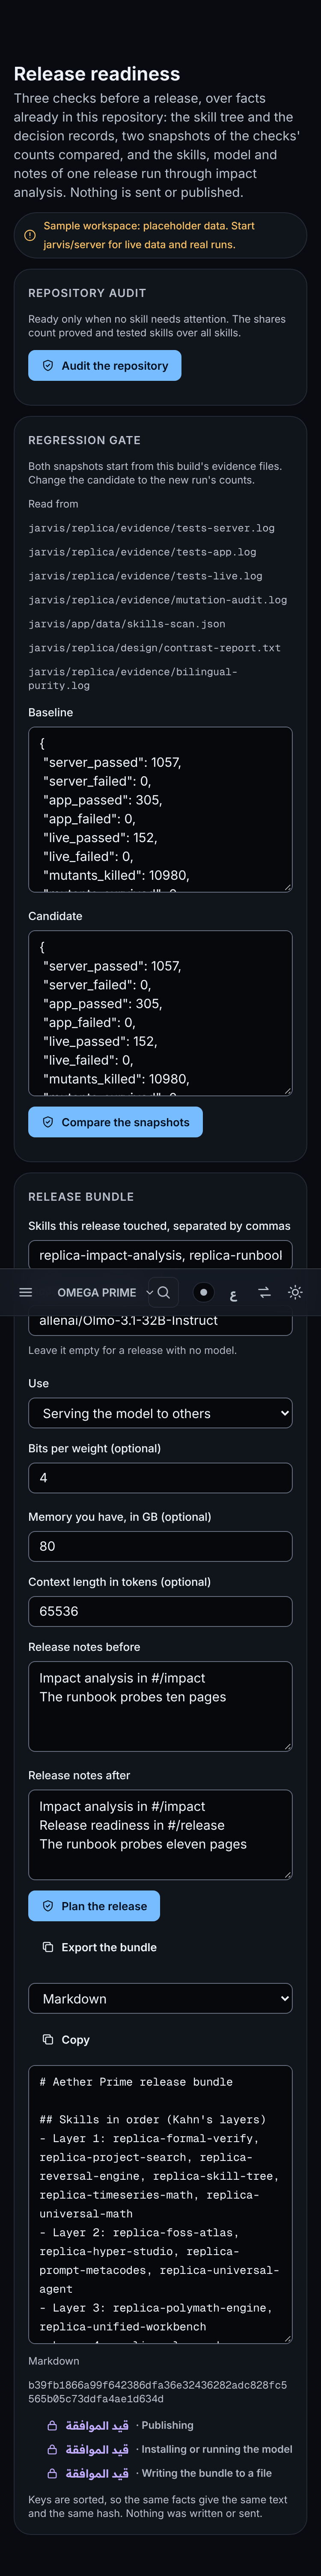 Release readiness
Three checks before a release, over facts
already in this repository: the skill tree and the
decision records, two snapshots of the checks'
counts compared, and the skills, model and
notes of one release run through impact
analysis. Nothing is sent or published.
Sample workspace: placeholder data. Start
jarvis/server for live data and real runs.
REPOSITORY AUDIT
Ready only when no skill needs attention. The shares
count proved and tested skills over all skills.
Audit the repository
REGRESSION GATE
Both snapshots start from this build's evidence files.
Change the candidate to the new run's counts.
Read from
jarvis/replica/evidence/tests-server.log
jarvis/replica/evidence/tests-app.log
jarvis/replica/evidence/tests-live.log
jarvis/replica/evidence/mutation-audit.log
jarvis/app/data/skills-scan.json
jarvis/replica/design/contrast-report.txt
jarvis/replica/evidence/bilingual-
purity.log
Baseline
{
"server_passed": 1057,
"server_failed": 0,
"app_passed": 305,
"app_failed": 0,
"live_passed": 152,
"live_failed": 0,
"mutants_killed": 10980,
Candidate
{
"server_passed": 1057,
"server_failed": 0,
"app_passed": 305,
"app_failed": 0,
"live_passed": 152,
"live_failed": 0,
"mutants_killed": 10980,
Compare the snapshots
RELEASE BUNDLE
Skills this release touched, separated by commas
replica-impact-analysis, replica-runbool
OMEGA PRIME ع
allenai/Olmo-3.1-32B-Instruct
Leave it empty for a release with no model.
Use
Serving the model to others
Bits per weight (optional)
4
Memory you have, in GB (optional)
80
Context length in tokens (optional)
65536
Release notes before
Impact analysis in #/impact
The runbook probes ten pages
Release notes after
Impact analysis in #/impact
Release readiness in #/release
The runbook probes eleven pages
Plan the release
Export the bundle
Markdown
Copy
# Aether Prime release bundle
## Skills in order (Kahn's layers)
- Layer 1: replica-formal-verify,
replica-project-search, replica-
reversal-engine, replica-skill-tree,
replica-timeseries-math, replica-
universal-math
- Layer 2: replica-foss-atlas,
replica-hyper-studio, replica-
prompt-metacodes, replica-universal-
agent
- Layer 3: replica-polymath-engine,
replica-unified-workbench
Markdown
b39fb1866a99f642386dfa36e32436282adc828fc5
565b05c73ddfa4ae1d634d
قيد الموافقة · Publishing
قيد الموافقة · Installing or running the model
قيد الموافقة · Writing the bundle to a file
Keys are sorted, so the same facts give the same text
and the same hash. Nothing was written or sent.